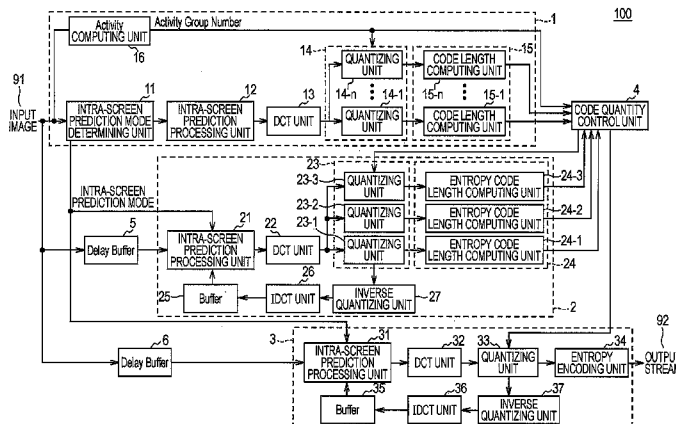 100
Activity Group Number
1
Activity
COMPUTING UNIT
16
14
15
QUANTIZING
UNIT
14-n
CODE LENGTH
COMPUTING UNIT
15-n
91
INPUT
IMAGE
11
INTRA-SCREEN
PREDICTION MODE
DETERMINING UNIT
12
INTRA-SCREEN
PREDICTION
PROCESSING UNIT
13
DCT UNIT
14-1
QUANTIZING
UNIT
15-1
CODE LENGTH
COMPUTING UNIT
4
CODE QUANTITY
CONTROL UNIT
INTRA-SCREEN
PREDICTION MODE
23
23-3
QUANTIZING
UNIT
24-3
ENTROPY CODE
LENGTH COMPUTING UNIT
23-2
QUANTIZING
UNIT
24-2
ENTROPY CODE
LENGTH COMPUTING UNIT
5
Delay Buffer
21
INTRA-SCREEN
PREDICTION
PROCESSING UNIT
22
DCT UNIT
23-1
QUANTIZING
UNIT
24-1
ENTROPY CODE
LENGTH COMPUTING UNIT
24
25
Buffer
26
IDCT UNIT
INVERSE
QUANTIZING UNIT
27
2
3
6
Delay Buffer
31
INTRA-SCREEN
PREDICTION
PROCESSING UNIT
32
DCT UNIT
33
QUANTIZING
UNIT
34
ENTROPY
ENCODING UNIT
92
OUTPUT
STREAM
35
Buffer
36
IDCT UNIT
37
INVERSE
QUANTIZING UNIT